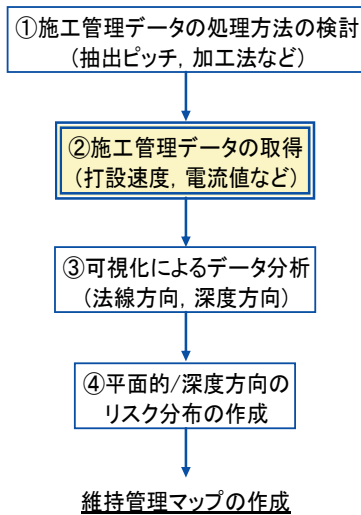 ①施工管理データの処理方法の検討
(抽出ピッチ, 加工法など)
②施工管理データの取得
(打設速度, 電流値など)
③可視化によるデータ分析
(法線方向, 深度方向)
④平面的/深度方向の
リスク分布の作成
維持管理マップの作成